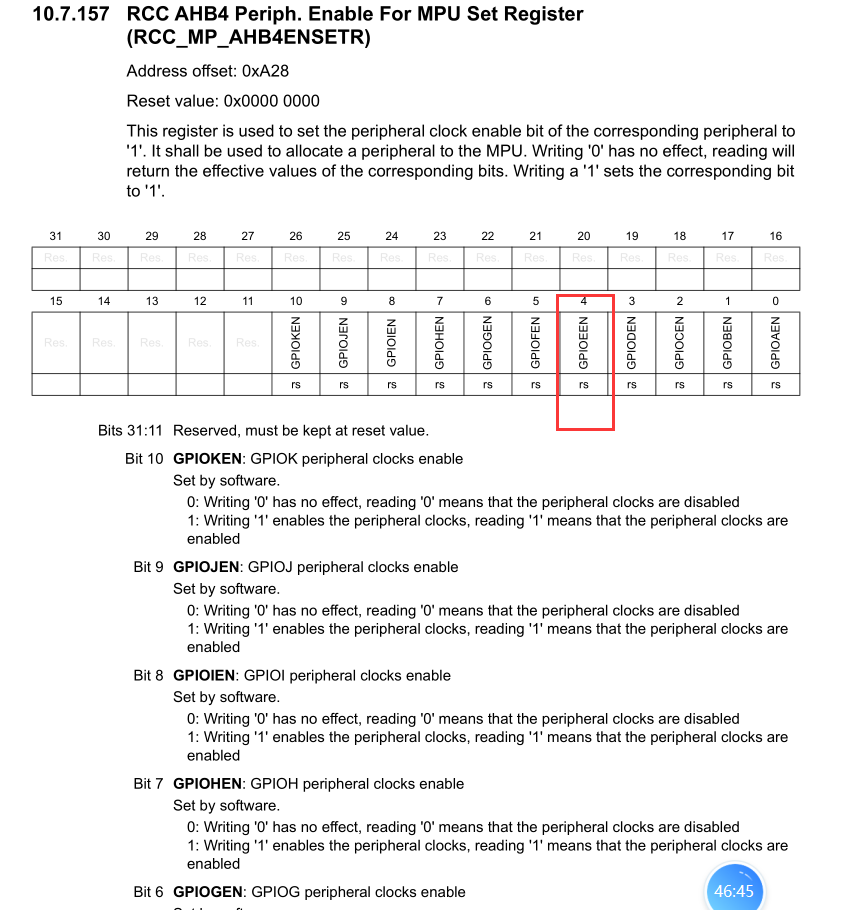 10.7.157 RCC AHB4 Periph. Enable For MPU Set Register
(RCC_MP_AHB4ENSETR)
Address offset: 0xA28
Reset value: 0x0000 0000
This register is used to set the peripheral clock enable bit of the corresponding peripheral to
'1'. It shall be used to allocate a peripheral to the MPU. Writing '0' has no effect, reading will
return the effective values of the corresponding bits. Writing a '1' sets the corresponding bit
to '1'.
31 30 29 28 27 26 25 24 23 22 21 20 19 18 17 16
Res. Res. Res. Res. Res. Res. Res. Res. Res. Res. Res. Res. Res. Res. Res. Res.
15 14 13 12 11 10 9 8 7 6 5 4 3 2 1 0
Res. Res. Res. Res. Res. GPIOKEN GPIOJEN GPIOIEN GPIOHEN GPIOGEN GPIOFEN GPIOEEN GPIODEN GPIOCEN GPIOBEN GPIOAEN
rs rs rs rs rs rs rs rs rs rs rs
Bits 31:11 Reserved, must be kept at reset value.
Bit 10 GPIOKEN: GPIOK peripheral clocks enable
Set by software.
0: Writing '0' has no effect, reading '0' means that the peripheral clocks are disabled
1: Writing '1' enables the peripheral clocks, reading '1' means that the peripheral clocks are
enabled
Bit 9 GPIOJEN: GPIOJ peripheral clocks enable
Set by software.
0: Writing '0' has no effect, reading '0' means that the peripheral clocks are disabled
1: Writing '1' enables the peripheral clocks, reading '1' means that the peripheral clocks are
enabled
Bit 8 GPIOIEN: GPIOI peripheral clocks enable
Set by software.
0: Writing '0' has no effect, reading '0' means that the peripheral clocks are disabled
1: Writing '1' enables the peripheral clocks, reading '1' means that the peripheral clocks are
enabled
Bit 7 GPIOHEN: GPIOH peripheral clocks enable
Set by software.
0: Writing '0' has no effect, reading '0' means that the peripheral clocks are disabled
1: Writing '1' enables the peripheral clocks, reading '1' means that the peripheral clocks are
enabled
Bit 6 GPIOGEN: GPIOG peripheral clocks enable
46:45